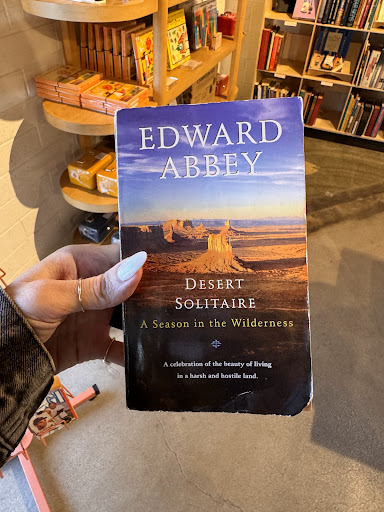 EDWARD
ABBEY
DESERT
SOLITAIRE
A Season in the Wilderness
A celebration of the beauty of living
in a harsh and hostile land.